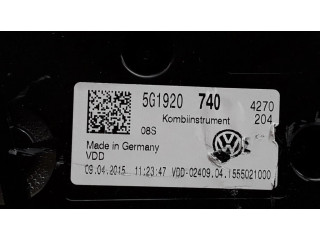 5G1920 740 4270
Kombiinstrument 204
08S
Made in Germany
VDD
09.04.2015 11:23:47 VDD-02409.04.1555021000